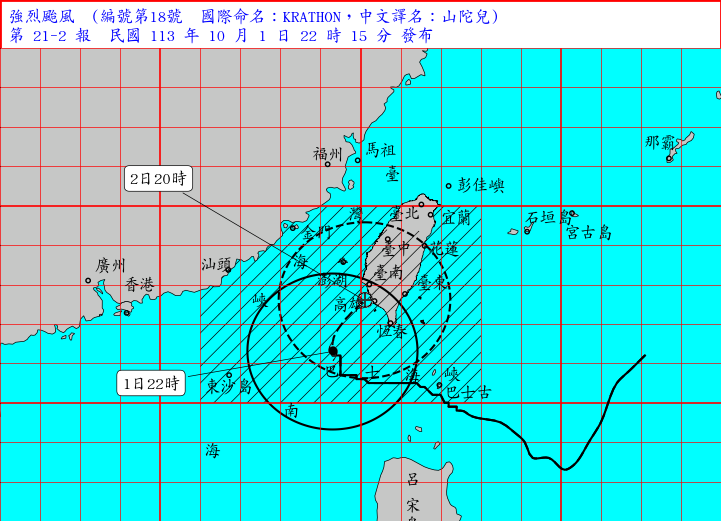 強烈颱風 (編號第18號 國際命名：KRATHON，中文譯名：山陀兒)
第 21-2 報 民國 113 年 10 月 1 日 22 時 15 分 發布
那霸
馬祖
福州
臺
2日20時
彭佳嶼
臺北
宜蘭
石垣島
宮古島
灣
金門
臺中
花蓮
海
廣州
汕頭
臺南
香港
澎湖
臺東
峽
高雄
恆春
1日22時
東沙島
巴
士
海
峽
巴士古
南
海
呂
宋
島